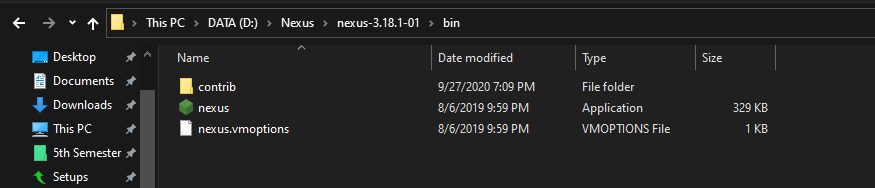 This PC > DATA (D:) > Nexus > nexus-3.18.1-01 > bin
Name Date modified Type Size
Desktop
Documents
Downloads
This PC
5th Semester
Setups
contrib 9/27/2020 7:09 PM File folder
nexus 8/6/2019 9:59 PM Application 329 KB
nexus.vmoptions 8/6/2019 9:59 PM VMOPTIONS File 1 KB